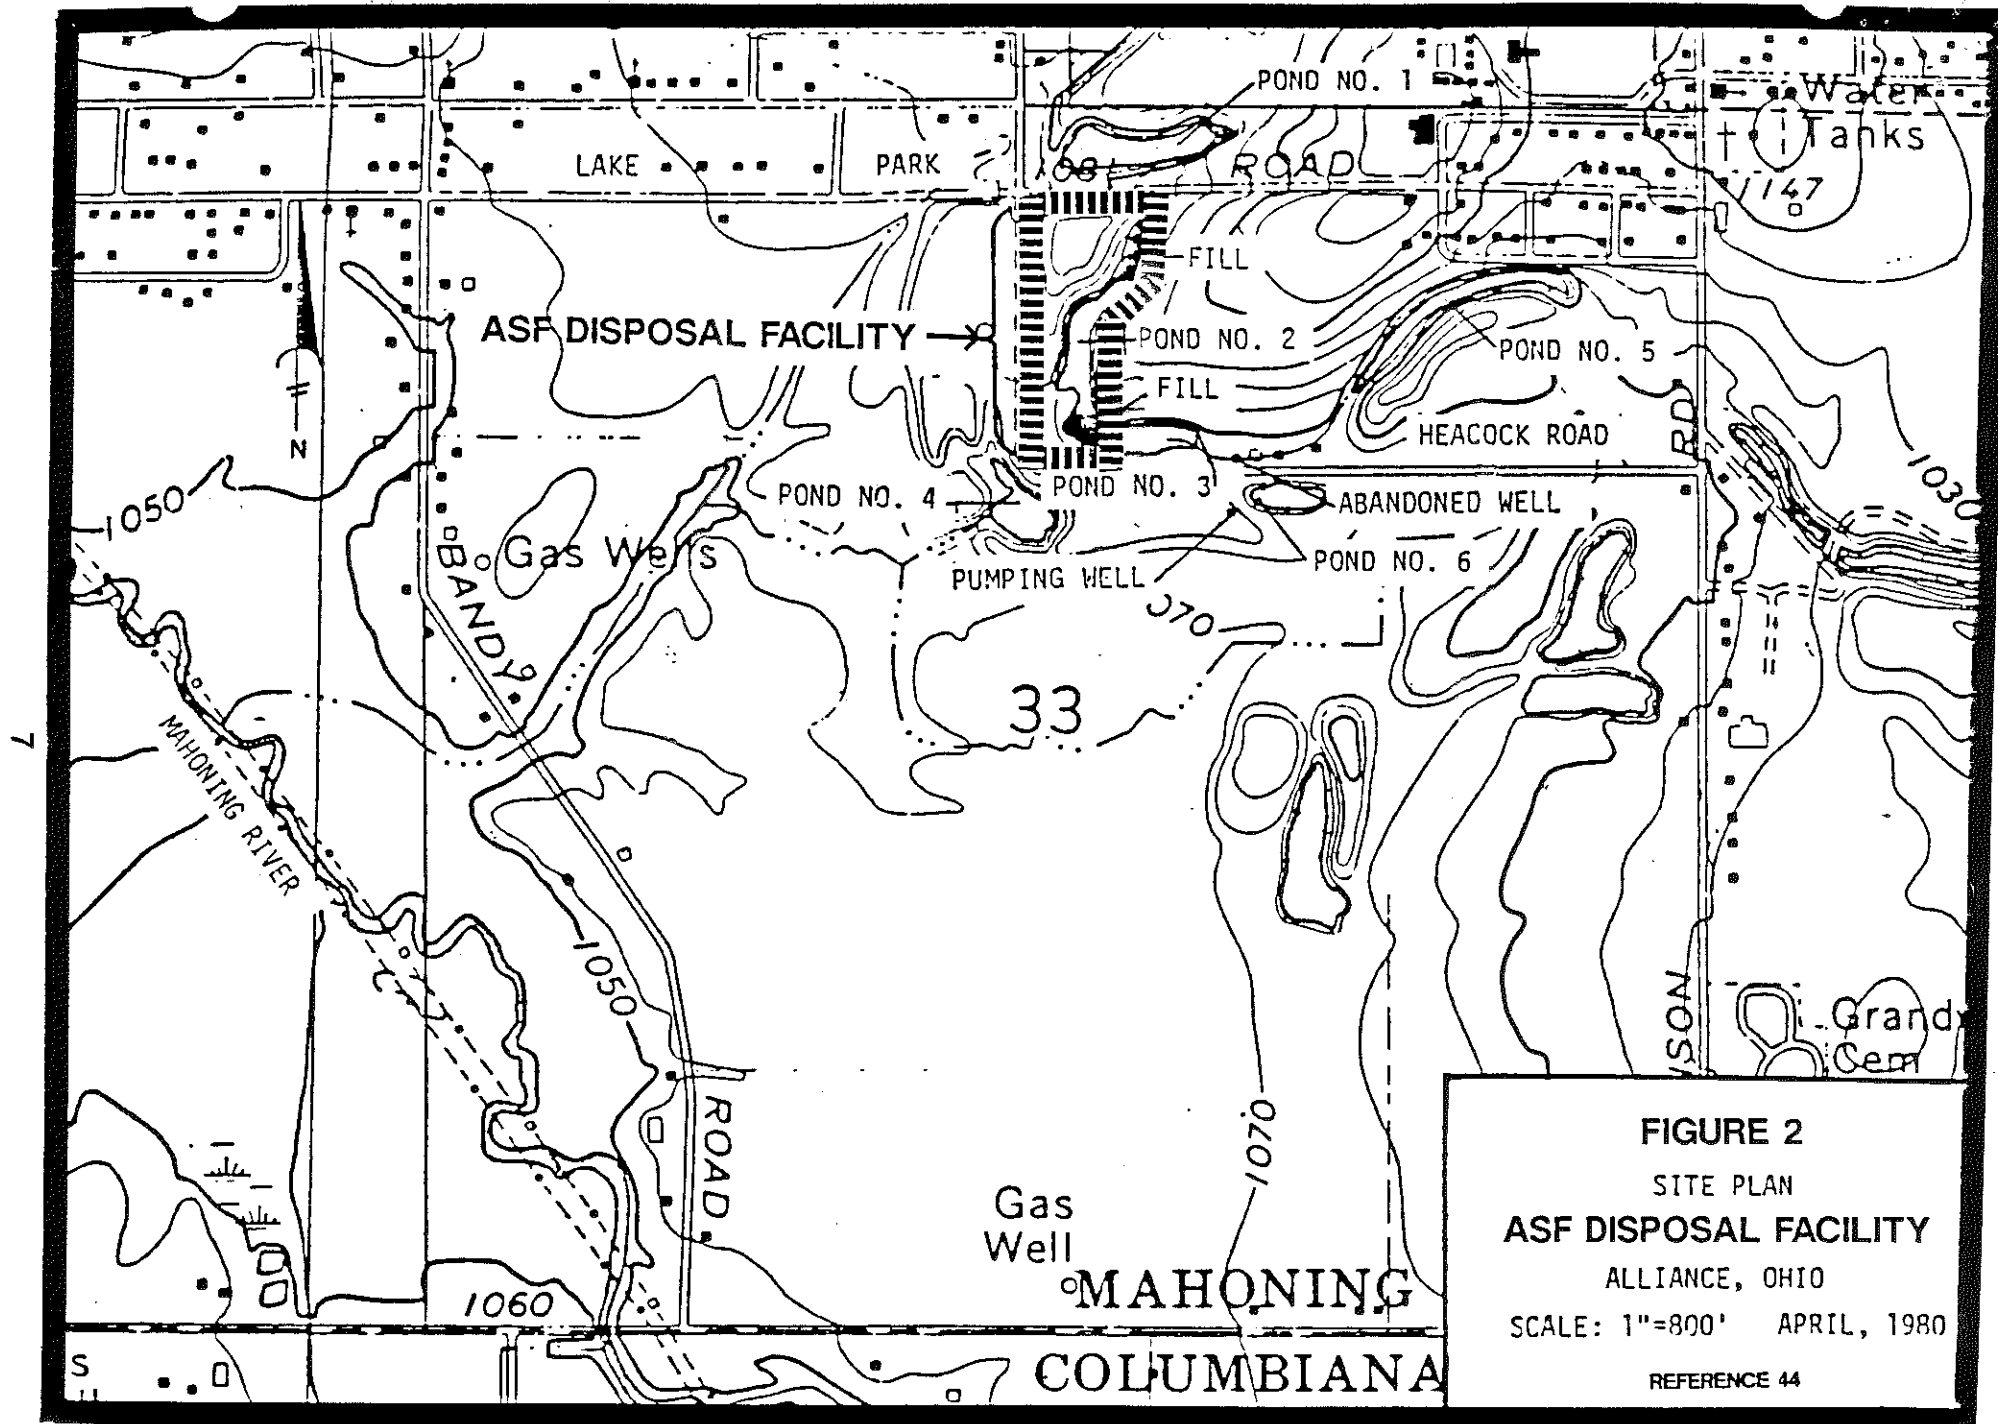 POND NO. 1
Water
Tanks
LAKE PARK ROAD
1147
FILL
ASF DISPOSAL FACILITY
POND NO. 2
POND NO. 5
FILL
HEACOCK ROAD
RD
N
1050
1030
POND NO. 4
POND NO. 3
ABANDONED WELL
Gas Wells
POND NO. 6
PUMPING WELL
BANDY
33
7
MAHONING RIVER
1050
Grand
Cem
ROAD
1070
Gas
Well
1060
MAHONING
COLUMBIANA
S
FIGURE 2
SITE PLAN
ASF DISPOSAL FACILITY
ALLIANCE, OHIO
SCALE: 1"=800' APRIL, 1980
REFERENCE 44